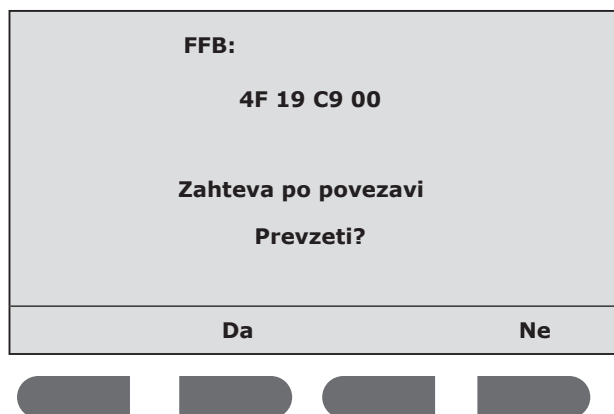 FFB:
4F 19 C9 00
Zahteva po povezavi
Prevzeti?
Da Ne